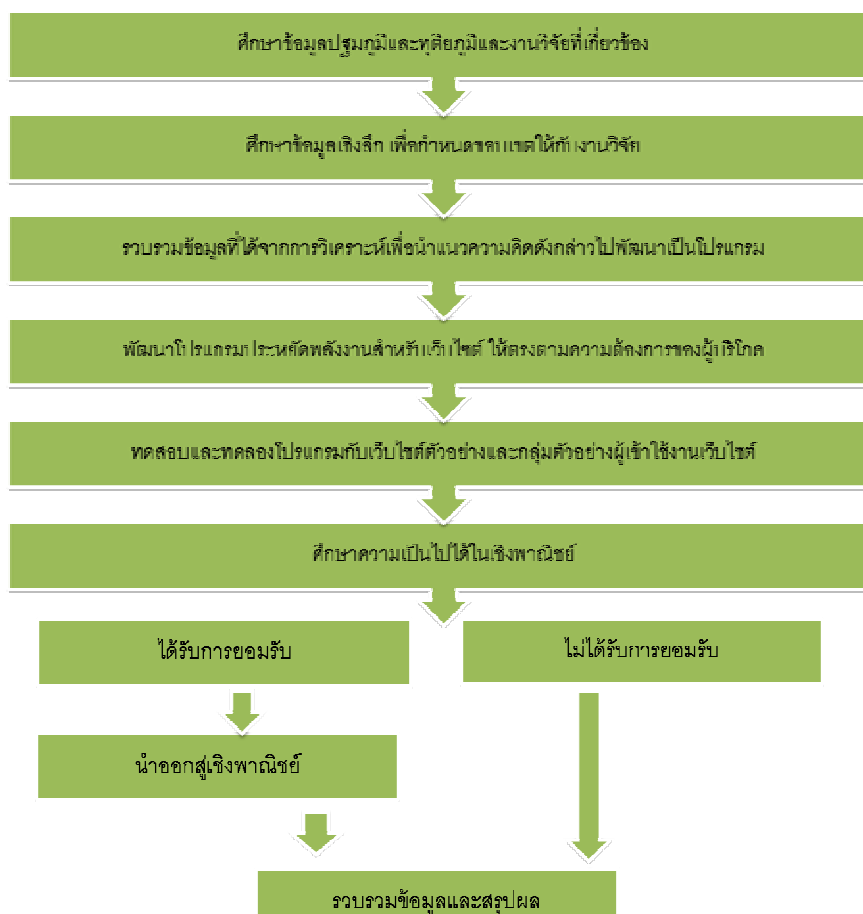 ศึกษาข้อมูลปฐมภูมิและทุติยภูมิและงานวิจัยที่เกี่ยวข้อง
ศึกษาข้อมูลเชิงลึก เพื่อกำหนดขอบเขตให้กับงานวิจัย
รวบรวมข้อมูลที่ได้จากการวิเคราะห์เพื่อนำแนวความคิดดังกล่าวไปพัฒนาเป็นโปรแกรม
พัฒนาโปรแกรมประหยัดพลังงานสำหรับเว็บไซต์ ให้ตรงตามความต้องการของผู้บริโภค
ทดสอบและทดลองโปรแกรมกับเว็บไซต์ตัวอย่างและกลุ่มตัวอย่างผู้เข้าใช้งานเว็บไซต์
ศึกษาความเป็นไปได้ในเชิงพาณิชย์
ได้รับการยอมรับ
ไม่ได้รับการยอมรับ
นำออกสู่เชิงพาณิชย์
รวบรวมข้อมูลและสรุปผล